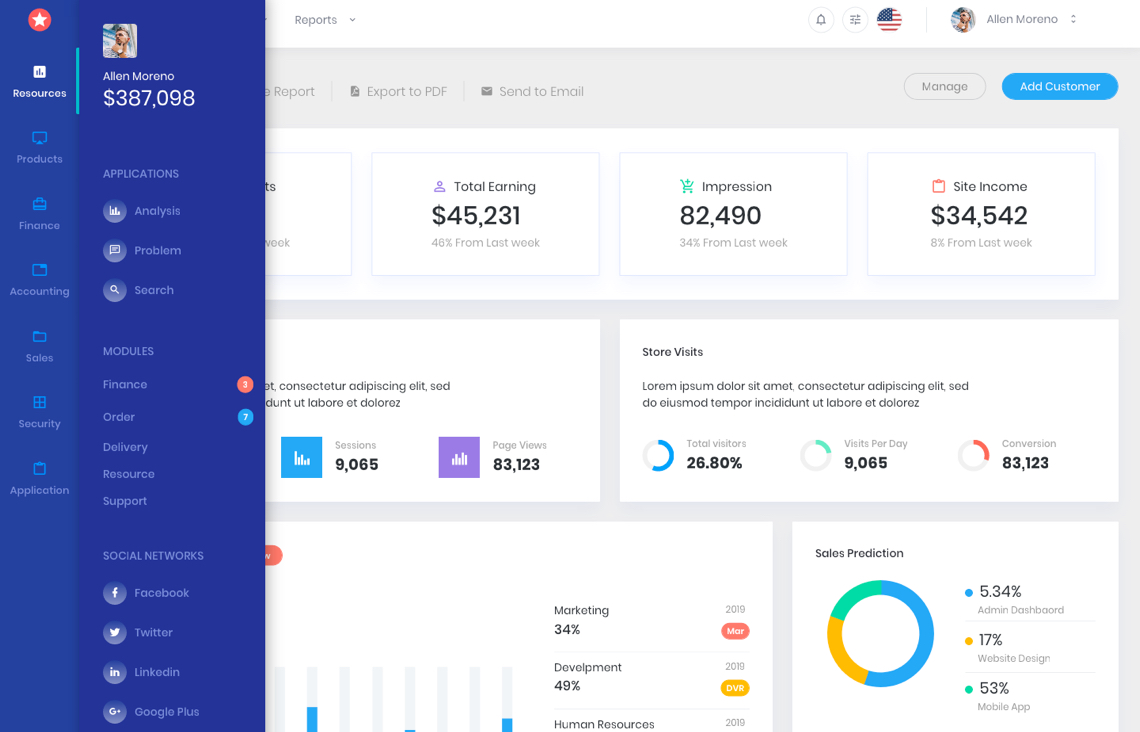 Resources
Products
Finance
Accounting
Sales
Security
Application
Allen Moreno
$387,098
APPLICATIONS
Analysis
Problem
Search
MODULES
Finance 3
Order 7
Delivery
Resource
Support
SOCIAL NETWORKS
Facebook
Twitter
Linkedin
G+ Google Plus
Reports
Allen Moreno
Report
Export to PDF
Send to Email
Manage
Add Customer
ts
week
Total Earning
$45,231
46% From Last week
Impression
82,490
34% From Last week
Site Income
$34,542
8% From Last week
et, consectetur adipiscing elit, sed
idunt ut labore et dolorez
Sessions
9,065
Page Views
83,123
Store Visits
Lorem ipsum dolor sit amet, consectetur adipiscing elit, sed
do eiusmod tempor incididunt ut labore et dolorez
Total visitors
26.80%
Visits Per Day
9,065
Conversion
83,123
Marketing 2019
34% Mar
Develpment 2019
49% DVR
Human Resources 2019
Sales Prediction
5.34%
Admin Dashbaord
17%
Website Design
53%
Mobile App